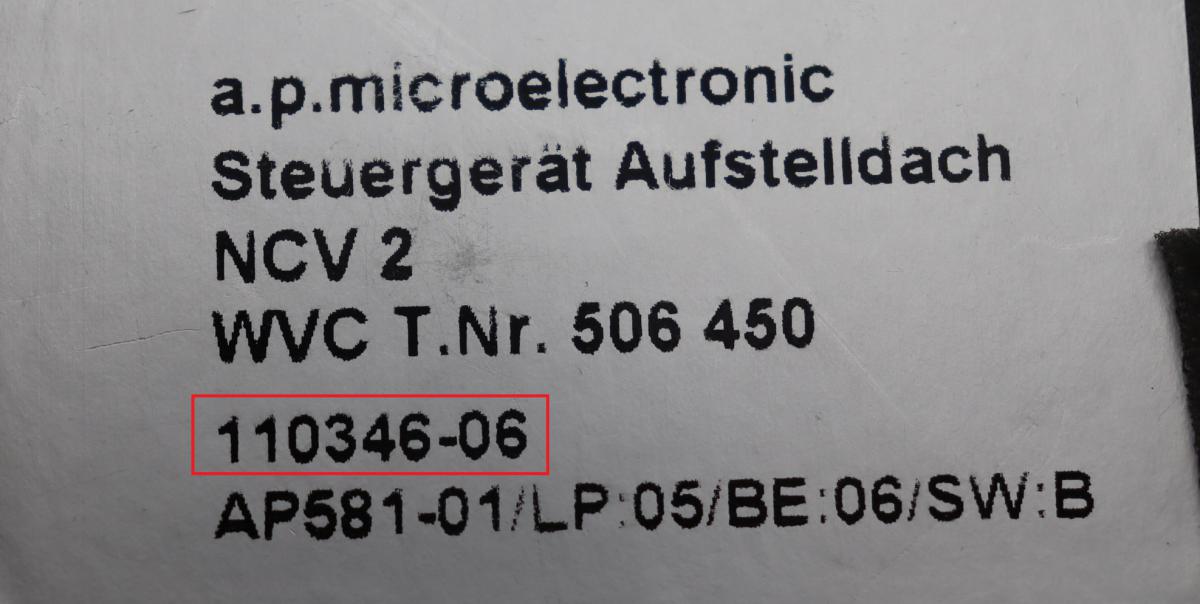 a.p.microelectronic
Steuergerät Aufstelldach
NCV 2
WVC T.Nr. 506 450
110346-06
AP581-01/LP:05/BE:06/SW:B